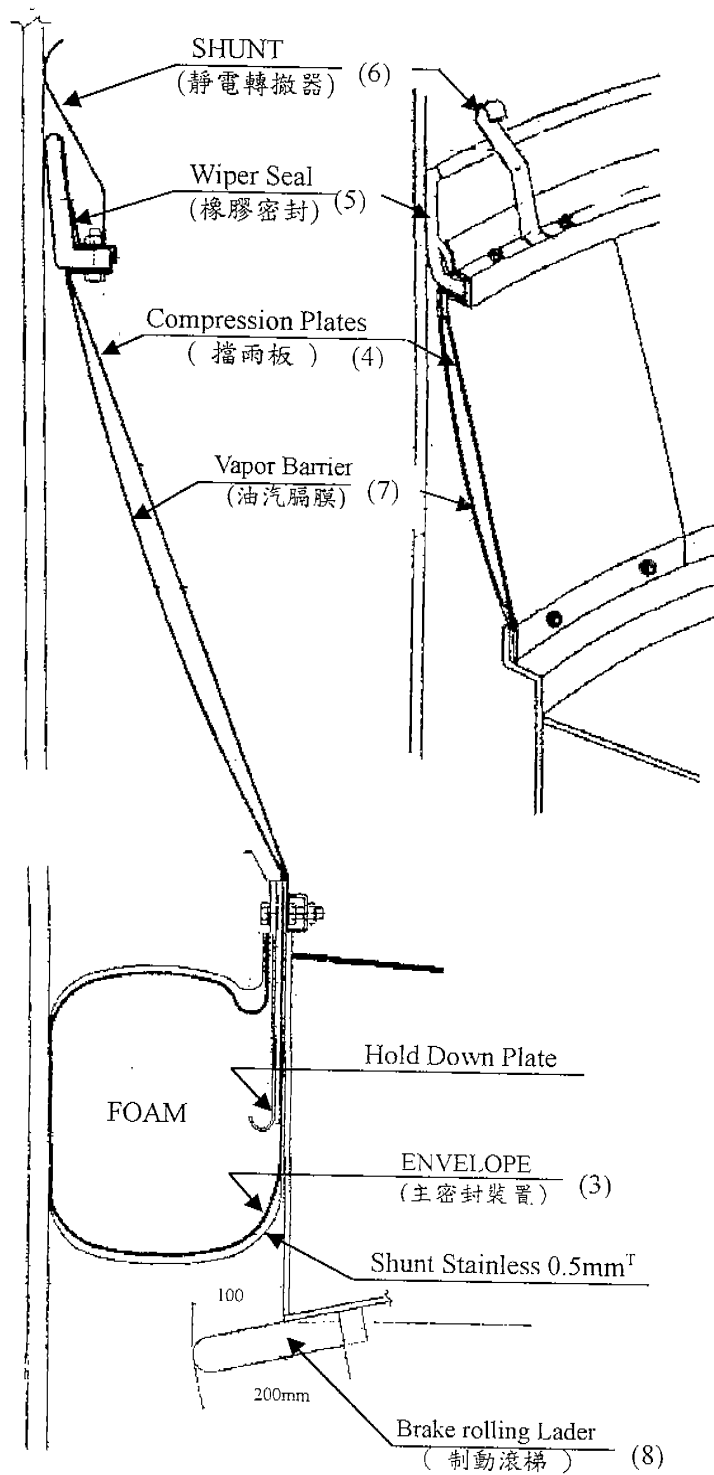 SHUNT
(靜電轉撤器) (6)
Wiper Seal
(橡膠密封) (5)
Compression Plates
(擋雨板) (4)
Vapor Barrier
(油汽膈膜) (7)
Hold Down Plate
FOAM
ENVELOPE
(主密封裝置) (3)
Shunt Stainless 0.5mmᵀ
100
200mm
Brake rolling Lader
(制動滾梯) (8)